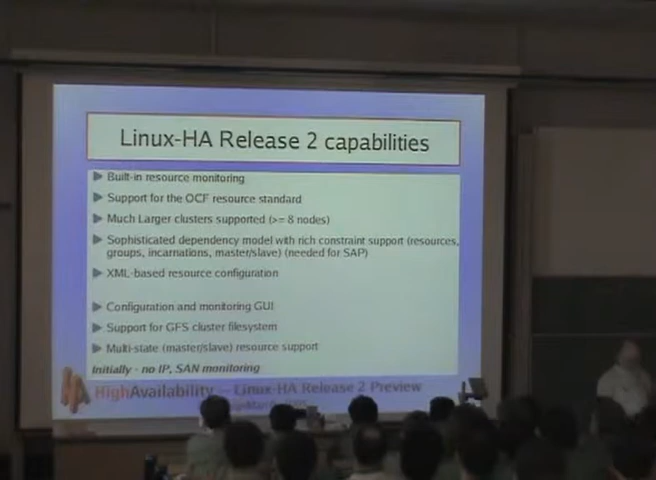 Linux-HA Release 2 capabilities
Built-in resource monitoring
Support for the OCF resource standard
Much Larger clusters supported (>= 8 nodes)
Sophisticated dependency model with rich constraint support (resources,
groups, incarnations, master/slave) (needed for SAP)
XML-based resource configuration
Configuration and monitoring GUI
Support for GFS cluster filesystem
Multi-state (master/slave) resource support
Initially - no IP, SAN monitoring
HighAvailability — Linux-HA Release 2 Preview